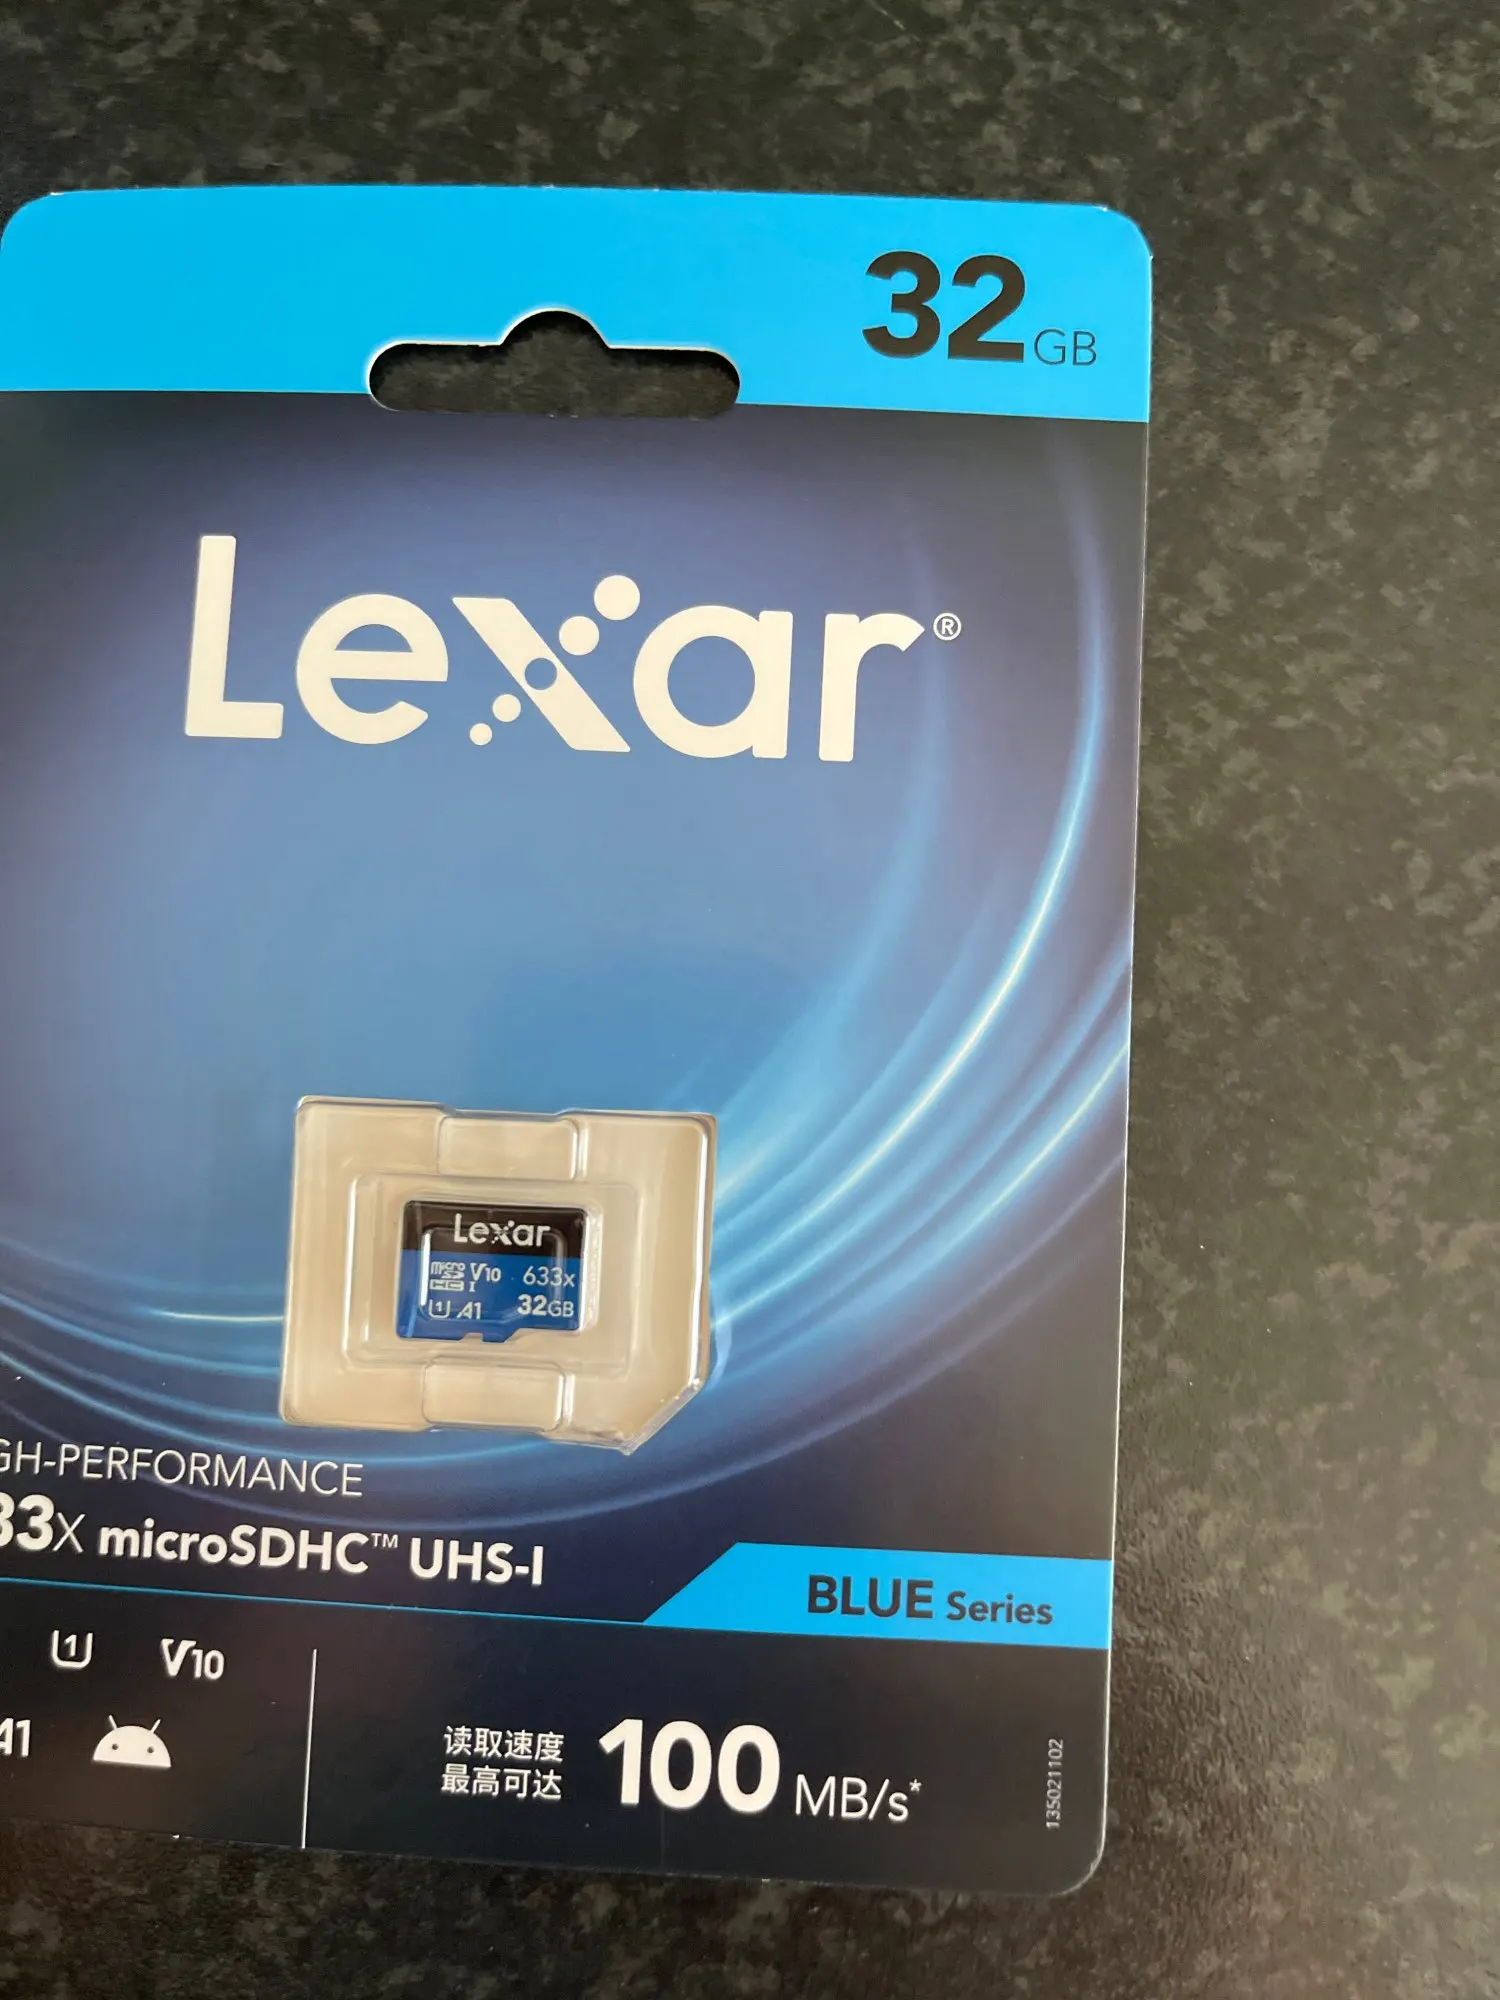 32GB
Lexar®
Lexar
micro SD HC I V10 633x
U1 A1 32GB
GH-PERFORMANCE
33X microSDHC™ UHS-I
BLUE Series
U1 V10
A1
读取速度
最高可达
100 MB/s*
135021102